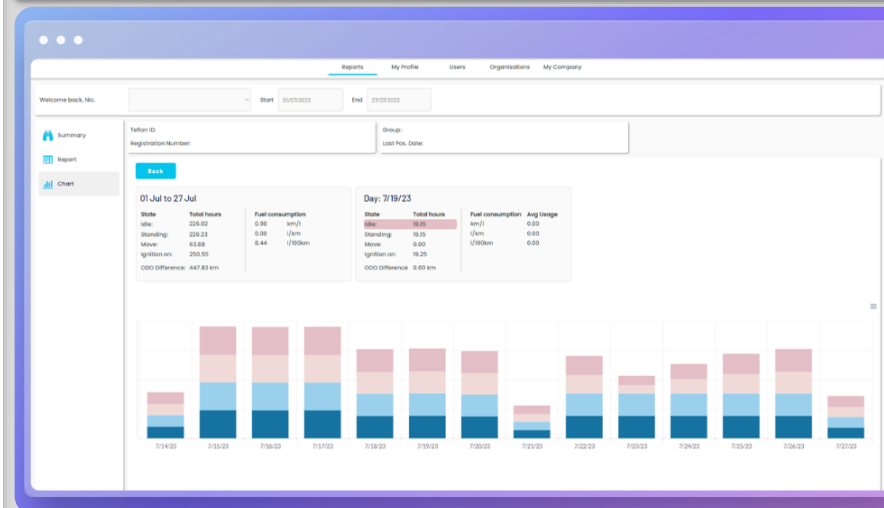 Reports My Profile Users Organisations My Company
Welcome back, Nic. Start 01/07/2023 End 27/07/2023
Summary
Report
Chart
Teltoni ID:
Registration Number:
Group:
Last Pos. Date:
Back
01 Jul to 27 Jul
State Total hours Fuel consumption
Idle: 226.02 0.90 km/l
Standing: 226.23 0.08 l/km
Move: 63.88 8.44 l/100km
Ignition on: 250.55
ODO Difference: 447.83 km
Day: 7/19/23
State Total hours Fuel consumption Avg Usage
Idle: 19.15 km/l 0.00
Standing: 19.15 l/km 0.00
Move: 0.00 l/100km 0.00
Ignition on: 19.25
ODO Difference 0.00 km
7/14/23 7/15/23 7/16/23 7/17/23 7/18/23 7/19/23 7/20/23 7/21/23 7/22/23 7/23/23 7/24/23 7/25/23 7/26/23 7/27/23